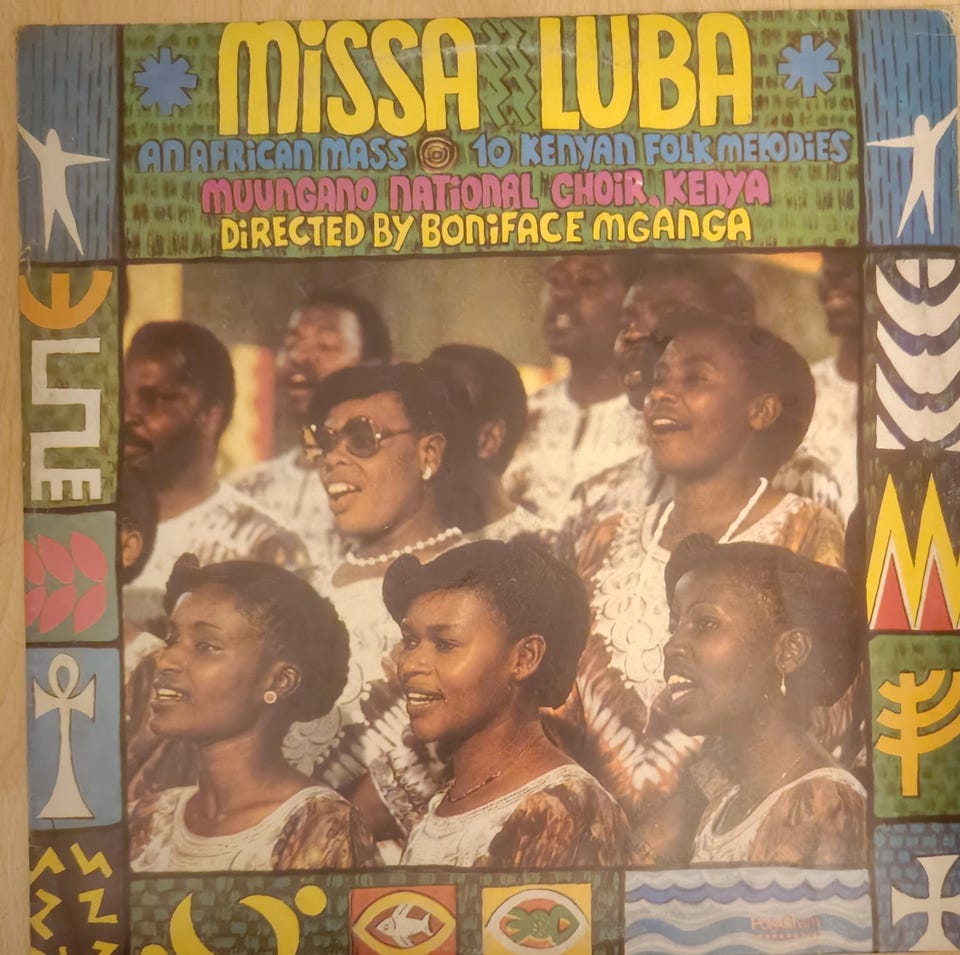 MiSSA LUBA
AN AFRICAN MASS 10 KENYAN FOLK MELODIES
MUUNGANO NATIONAL CHOIR, KENYA
DiRECTED BY BONiFACE MGANGA
PolyGram